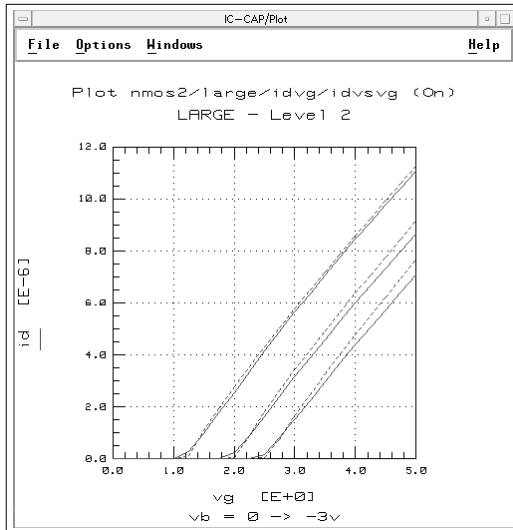 IC-CAP/Plot
File Options Windows Help
Plot nmos2/large/idvg/idvsvg (On)
LARGE - Level 2
12.0
10.0
8.0
6.0
4.0
2.0
0.0
id [E-6]
0.0 1.0 2.0 3.0 4.0 5.0
vg [E+0]
vb = 0 -> -3v